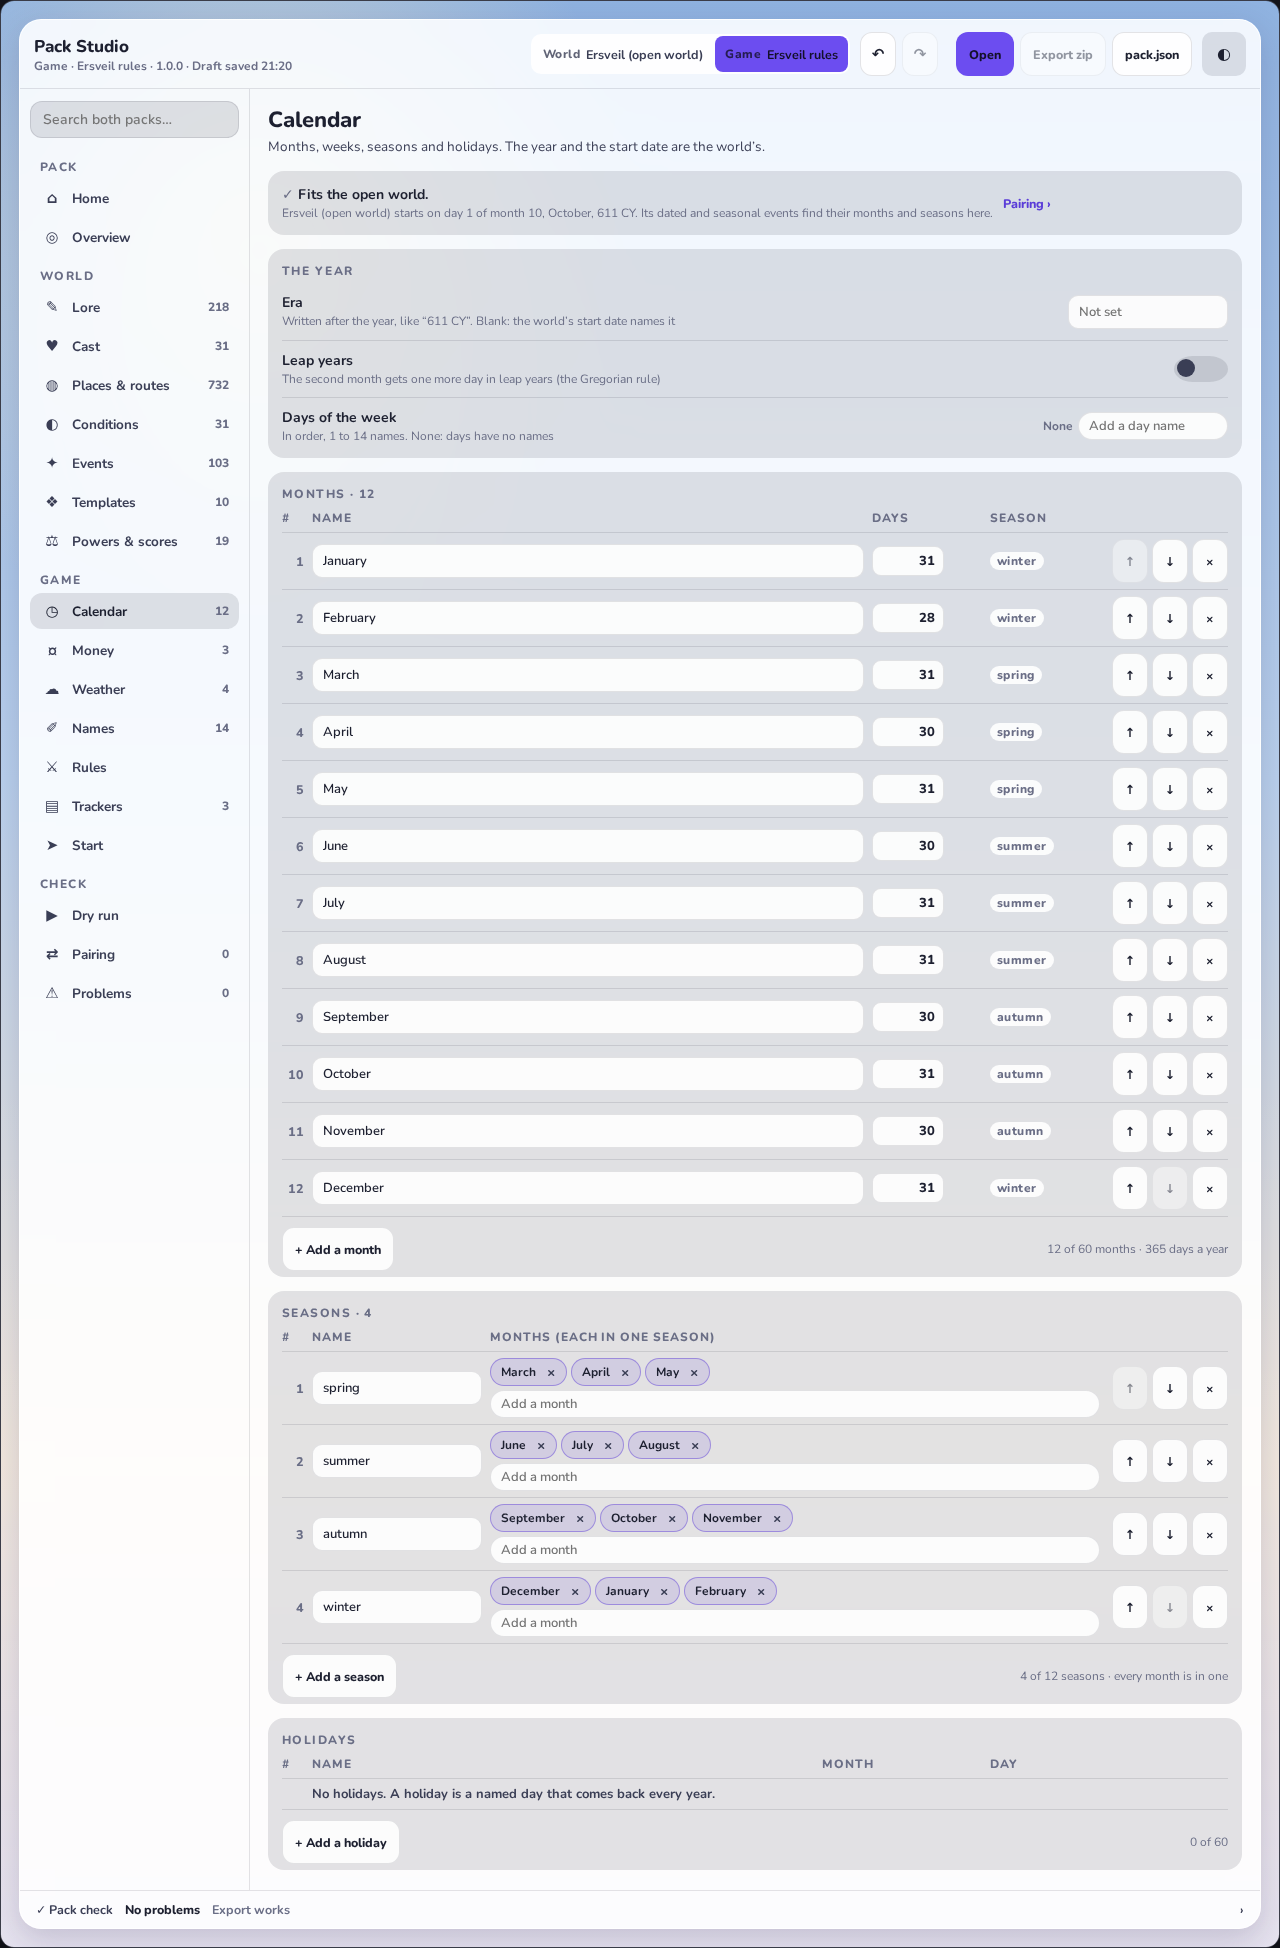 Pack Studio
Game · Ersveil rules · 1.0.0 · Draft saved 21:20
World Ersveil (open world)
Game Ersveil rules
↶
↷
Open
Export zip
pack.json
Search both packs...
PACK
Home
Overview
WORLD
Lore 218
Cast 31
Places & routes 732
Conditions 31
Events 103
Templates 10
Powers & scores 19
GAME
Calendar 12
Money 3
Weather 4
Names 14
Rules
Trackers 3
Start
CHECK
Dry run
Pairing 0
Problems 0
Calendar
Months, weeks, seasons and holidays. The year and the start date are the world's.
✓ Fits the open world.
Ersveil (open world) starts on day 1 of month 10, October, 611 CY. Its dated and seasonal events find their months and seasons here.
Pairing ›
THE YEAR
Era
Written after the year, like “611 CY”. Blank: the world's start date names it
Not set
Leap years
The second month gets one more day in leap years (the Gregorian rule)
Days of the week
In order, 1 to 14 names. None: days have no names
None Add a day name
MONTHS · 12
# NAME DAYS SEASON
1 January 31 winter ↑ ↓ ×
2 February 28 winter ↑ ↓ ×
3 March 31 spring ↑ ↓ ×
4 April 30 spring ↑ ↓ ×
5 May 31 spring ↑ ↓ ×
6 June 30 summer ↑ ↓ ×
7 July 31 summer ↑ ↓ ×
8 August 31 summer ↑ ↓ ×
9 September 30 autumn ↑ ↓ ×
10 October 31 autumn ↑ ↓ ×
11 November 30 autumn ↑ ↓ ×
12 December 31 winter ↑ ↓ ×
+ Add a month
12 of 60 months · 365 days a year
SEASONS · 4
# NAME MONTHS (EACH IN ONE SEASON)
1 spring March × April × May × ↑ ↓ ×
Add a month
2 summer June × July × August × ↑ ↓ ×
Add a month
3 autumn September × October × November × ↑ ↓ ×
Add a month
4 winter December × January × February × ↑ ↓ ×
Add a month
+ Add a season
4 of 12 seasons · every month is in one
HOLIDAYS
# NAME MONTH DAY
No holidays. A holiday is a named day that comes back every year.
+ Add a holiday
0 of 60
✓ Pack check No problems Export works ›